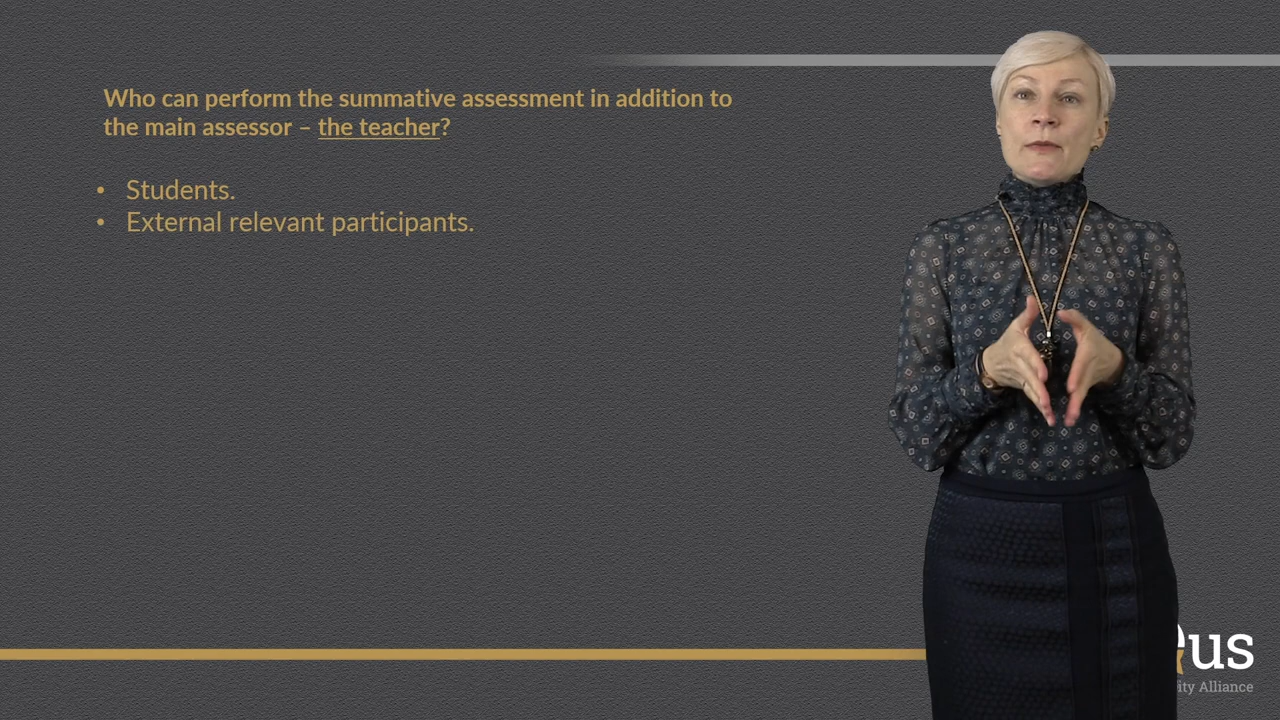 Who can perform the summative assessment in addition to
the main assessor – the teacher?
• Students.
• External relevant participants.
us
Alliance